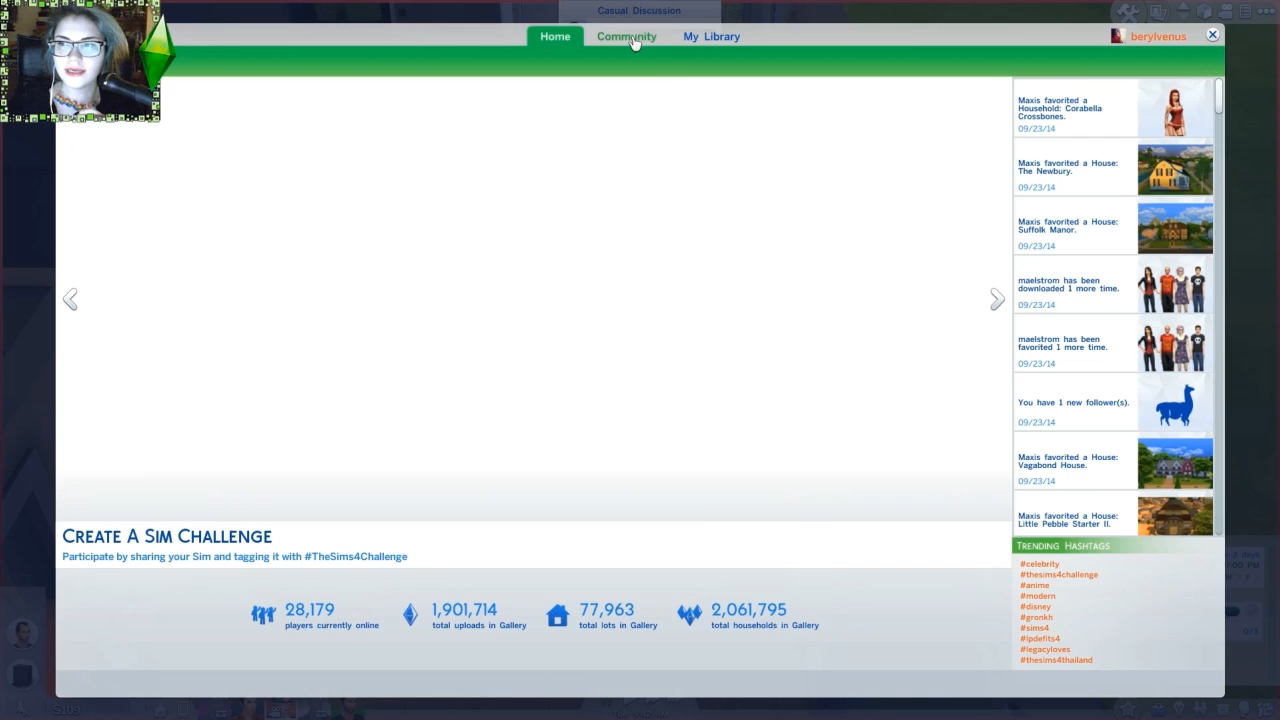 Casual Discussion
Home
Community
My Library
berylvenus
Maxis favorited a
Household: Corabella
Crossbones.
09/23/14
Maxis favorited a House:
The Newbury.
09/23/14
Maxis favorited a House:
Suffolk Manor.
09/23/14
maelstrom has been
downloaded 1 more time.
09/23/14
maelstrom has been
favorited 1 more time.
09/23/14
You have 1 new follower(s).
09/23/14
Maxis favorited a House:
Vagabond House.
09/23/14
Maxis favorited a House:
Little Pebble Starter II.
CREATE A SIM CHALLENGE
Participate by sharing your Sim and tagging it with #TheSims4Challenge
28,179
players currently online
1,901,714
total uploads in Gallery
77,963
total lots in Gallery
2,061,795
total households in Gallery
TRENDING HASHTAGS
#celebrity
#thesims4challenge
#anime
#modern
#disney
#gronkh
#sims4
#lpdefits4
#legacyloves
#thesims4thailand